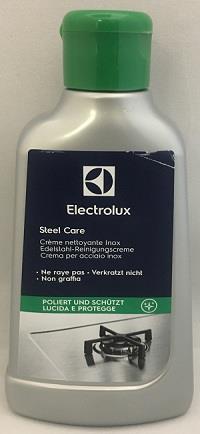 Electrolux
Steel Care
Crème nettoyante Inox
Edelstahl-Reinigungscreme
Crema per acciaio inox
• Ne raye pas • Verkratzt nicht
• Non graffia
POLIERT UND SCHÜTZT
LUCIDA E PROTEGGE